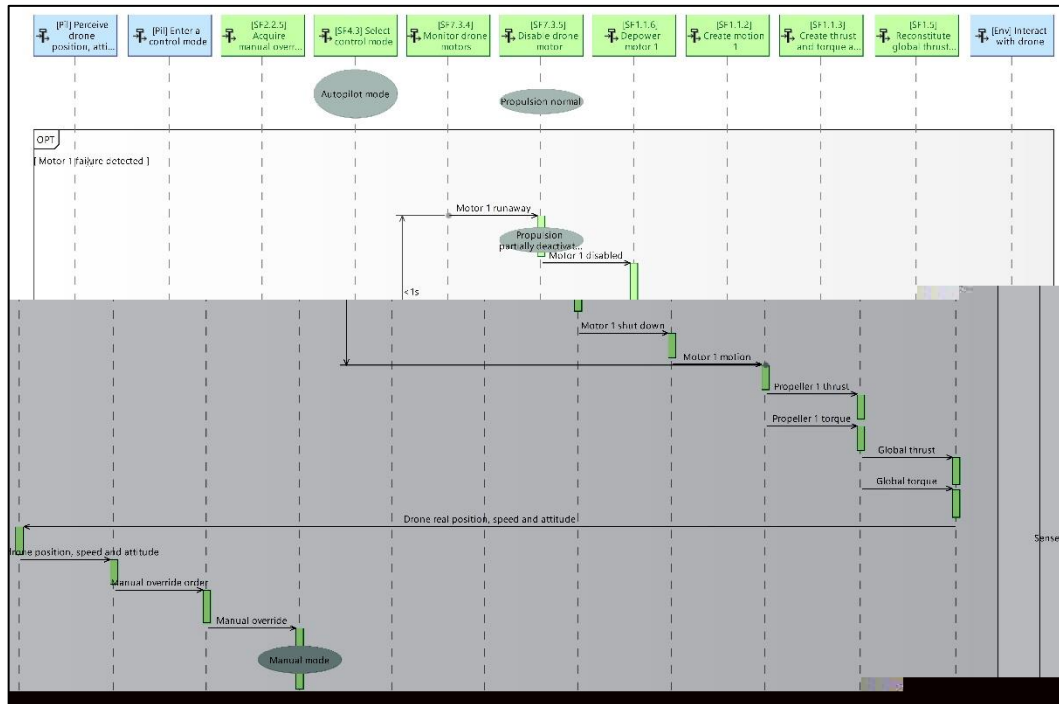 [Pil] Perceive
drone
position, atti...
[Pil] Enter a
control mode
[SF2.2.5]
Acquire
manual overr...
[SF4.3] Select
control mode
[SF7.3.4]
Monitor drone
motors
[SF7.3.5]
Disable drone
motor
[SF1.1.6]
Depower
motor 1
[SF1.1.2]
Create motion
1
[SF1.1.3]
Create thrust
and torque a...
[SF1.5]
Reconstitute
global thrust...
[Env] Interact
with drone
Autopilot mode
Propulsion normal
OPT
[ Motor 1 failure detected ]
Motor 1 runaway
Propulsion
partially deactivat...
Motor 1 disabled
<1s
Motor 1 shut down
Motor 1 motion
Propeller 1 thrust
Propeller 1 torque
Global thrust
Global torque
Drone real position, speed and attitude
Sense
drone position, speed and attitude
Manual override order
Manual override
Manual mode